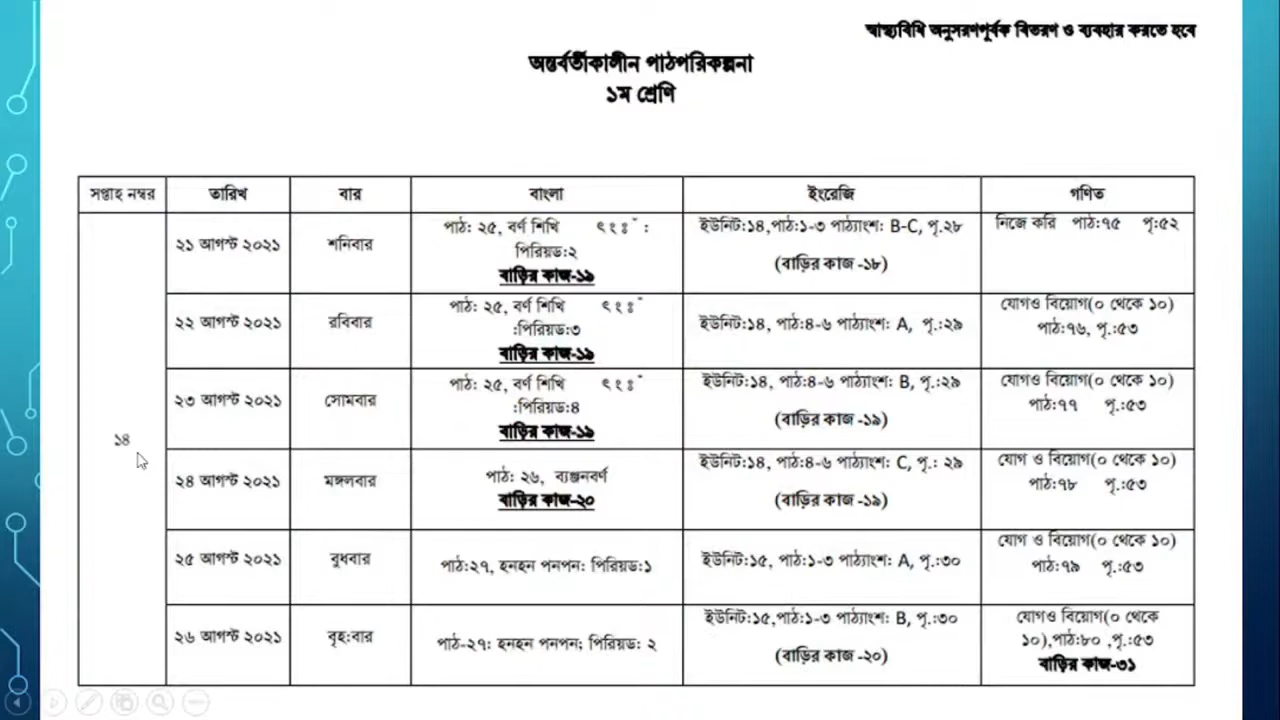 স্বাস্থ্যবিধি অনুসরণপূর্বক বিতরণ ও ব্যবহার করতে হবে
অন্তর্বর্তীকালীন পাঠপরিকল্পনা
১ম শ্রেণি
সপ্তাহ নম্বর তারিখ বার বাংলা ইংরেজি গণিত
১৪
২১ আগস্ট ২০২১ শনিবার
পাঠ: ২৫, বর্ণ শিখি ৎ ং ঃ ঁ :
পিরিয়ড:২
বাড়ির কাজ-১৯
ইউনিট:১৪,পাঠ:১-৩ পাঠ্যাংশ: B-C, পৃ.২৮
(বাড়ির কাজ -১৮)
নিজে করি পাঠ:৭৫ পৃ:৫২
২২ আগস্ট ২০২১ রবিবার
পাঠ: ২৫, বর্ণ শিখি ৎ ং ঃ ঁ
:পিরিয়ড:৩
বাড়ির কাজ-১৯
ইউনিট:১৪, পাঠ:৪-৬ পাঠ্যাংশ: A, পৃ.:২৯
যোগও বিয়োগ(০ থেকে ১০)
পাঠ:৭৬, পৃ.:৫৩
২৩ আগস্ট ২০২১ সোমবার
পাঠ: ২৫, বর্ণ শিখি ৎ ং ঃ ঁ
:পিরিয়ড:৪
বাড়ির কাজ-১৯
ইউনিট:১৪, পাঠ:৪-৬ পাঠ্যাংশ: B, পৃ.:২৯
(বাড়ির কাজ -১৯)
যোগও বিয়োগ(০ থেকে ১০)
পাঠ:৭৭ পৃ.:৫৩
২৪ আগস্ট ২০২১ মঙ্গলবার
পাঠ: ২৬, ব্যঞ্জনবর্ণ
বাড়ির কাজ-২০
ইউনিট:১৪, পাঠ:৪-৬ পাঠ্যাংশ: C, পৃ.: ২৯
(বাড়ির কাজ -১৯)
যোগ ও বিয়োগ(০ থেকে ১০)
পাঠ:৭৮ পৃ.:৫৩
২৫ আগস্ট ২০২১ বুধবার
পাঠ:২৭, হনহন পনপন: পিরিয়ড:১
ইউনিট:১৫, পাঠ:১-৩ পাঠ্যাংশ: A, পৃ.:৩০
যোগ ও বিয়োগ(০ থেকে ১০)
পাঠ:৭৯ পৃ.:৫৩
২৬ আগস্ট ২০২১ বৃহ:বার
পাঠ-২৭: হনহন পনপন; পিরিয়ড: ২
ইউনিট:১৫,পাঠ:১-৩ পাঠ্যাংশ: B, পৃ.:৩০
(বাড়ির কাজ -২০)
যোগও বিয়োগ(০ থেকে
১০),পাঠ:৮০ ,পৃ.:৫৩
বাড়ির কাজ-৩১